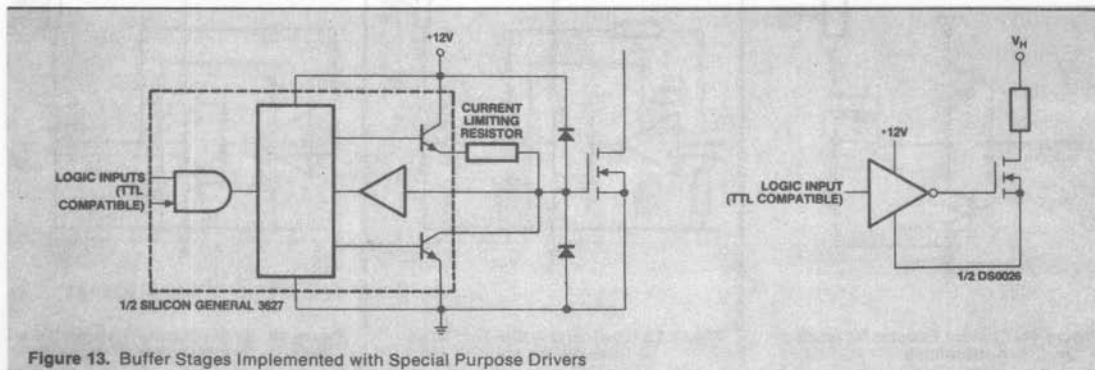 +12V
CURRENT
LIMITING
RESISTOR
LOGIC INPUTS
(TTL
COMPATIBLE)
1/2 SILICON GENERAL 3627
VH
+12V
LOGIC INPUT
(TTL COMPATIBLE)
1/2 DS0026
Figure 13. Buffer Stages Implemented with Special Purpose Drivers